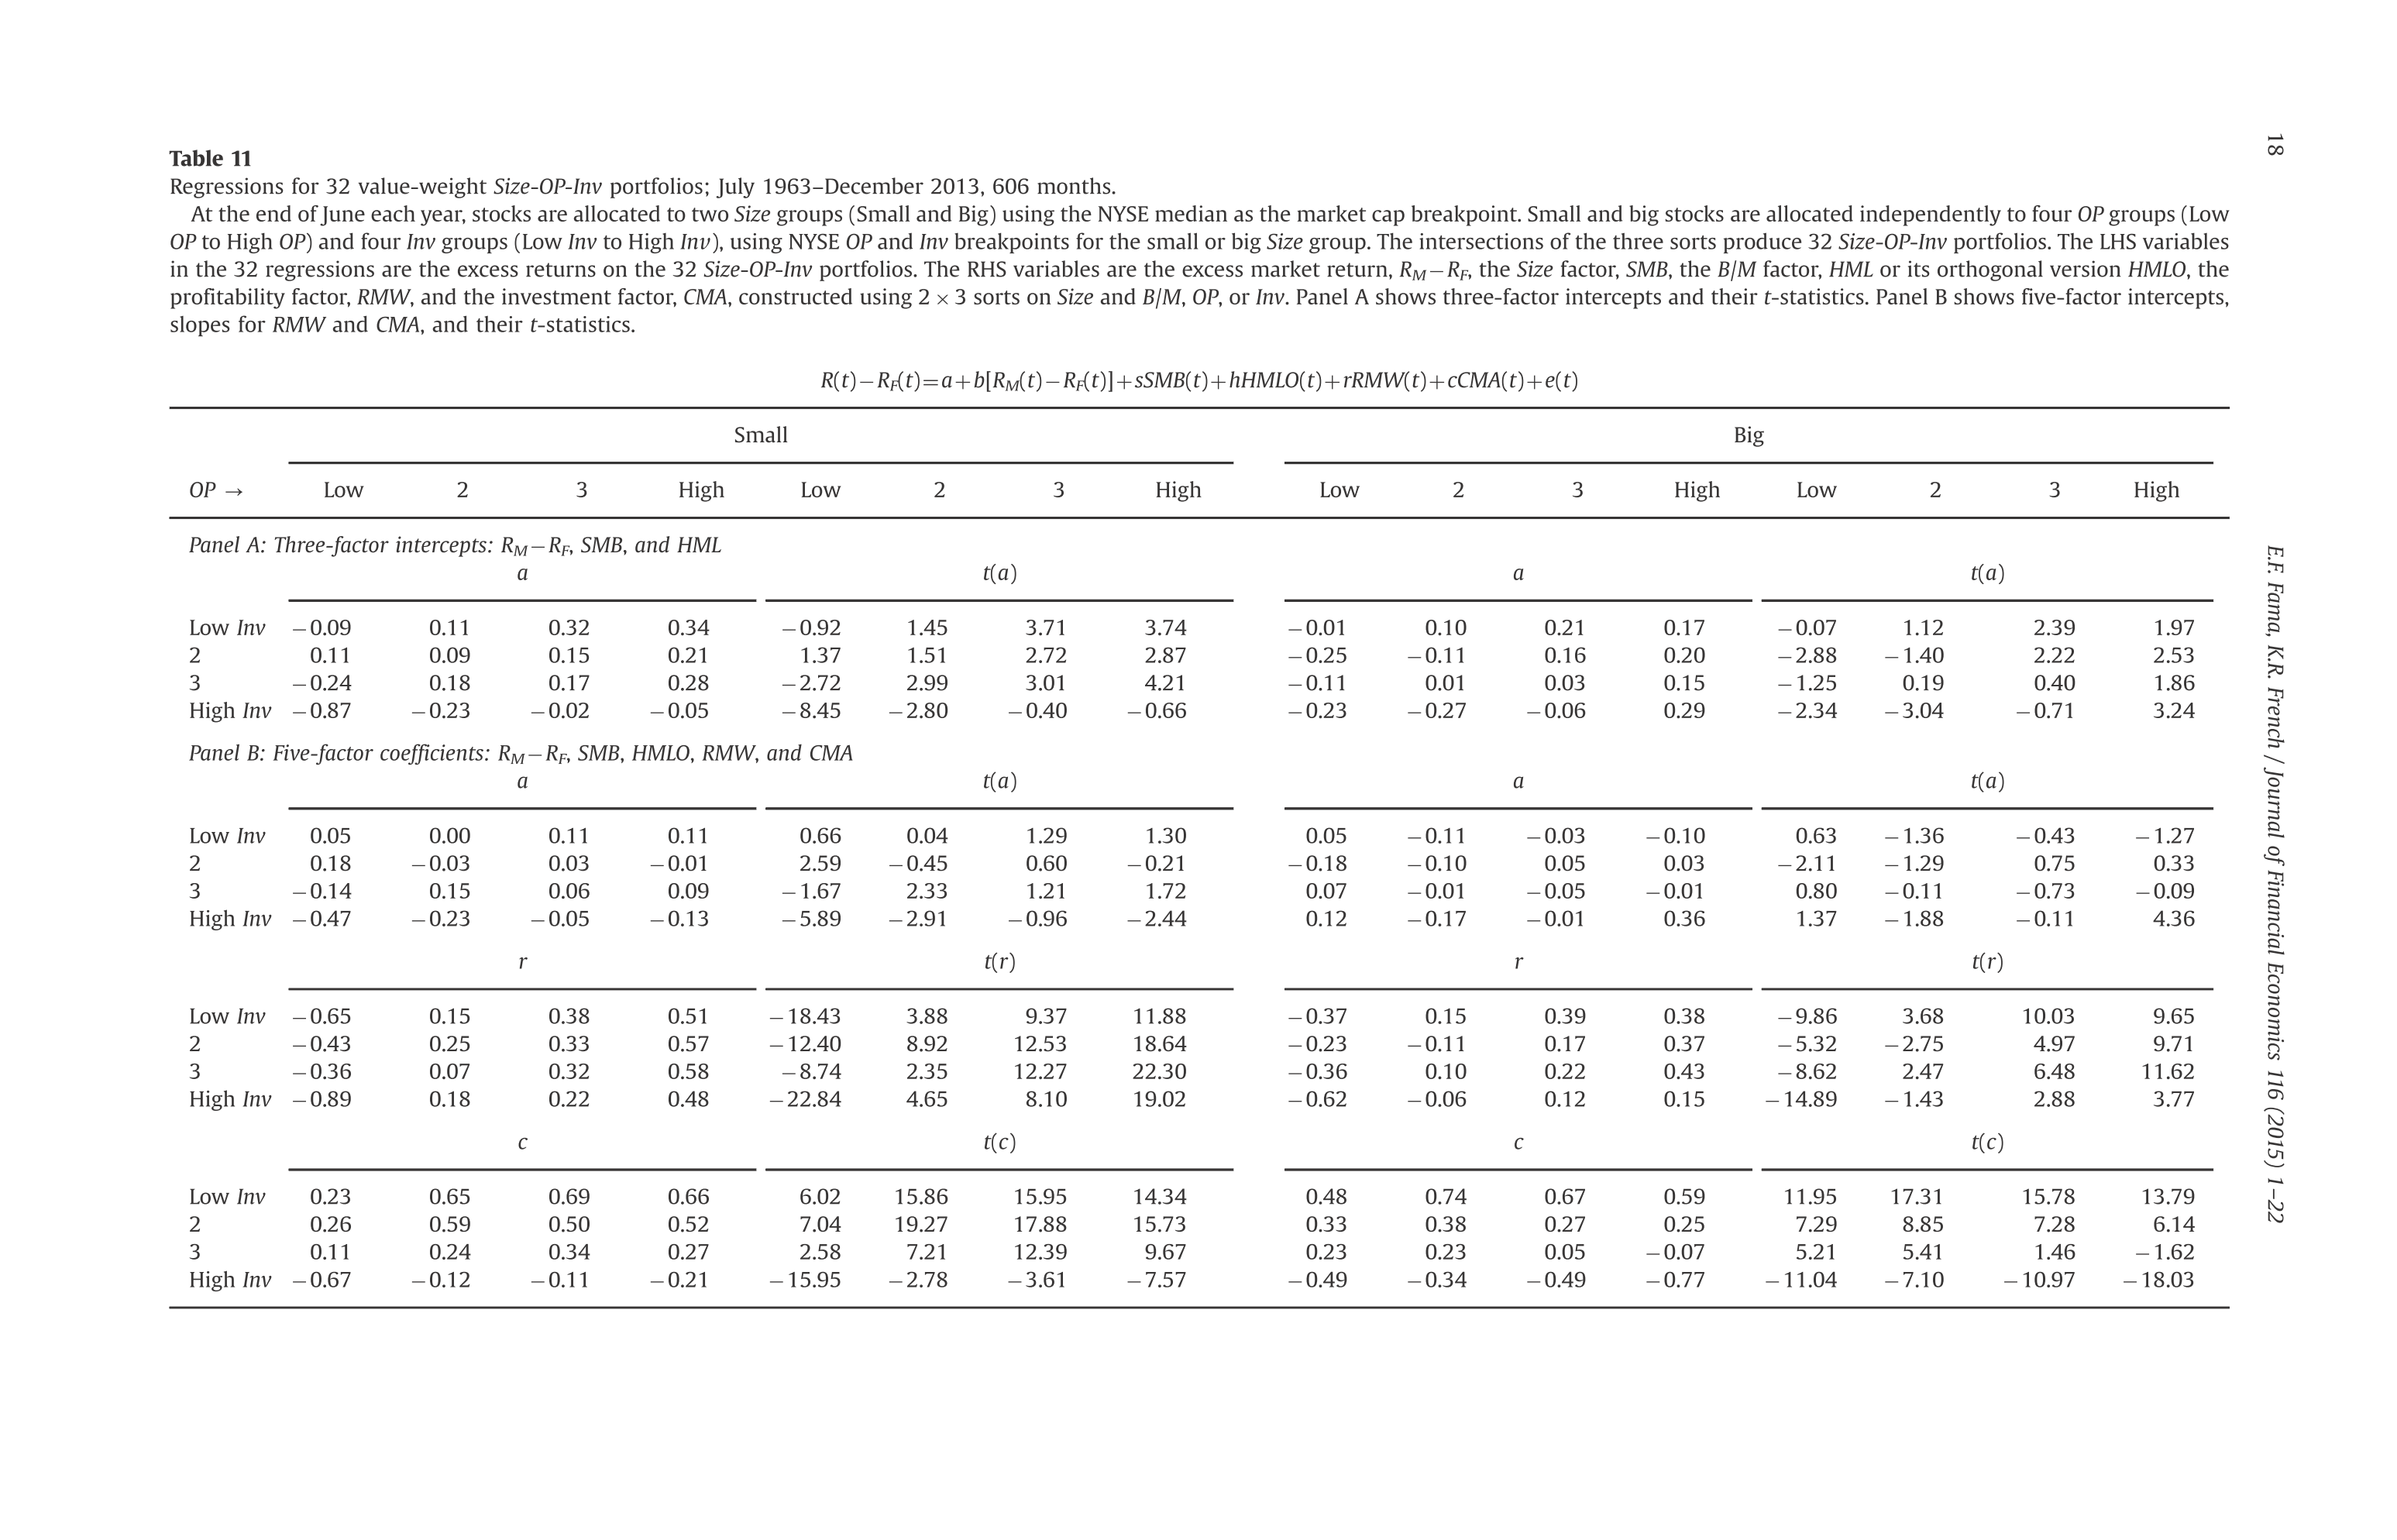 Table 11
Regressions for 32 value-weight Size-OP-Inv portfolios; July 1963–December 2013, 606 months.
At the end of June each year, stocks are allocated to two Size groups (Small and Big) using the NYSE median as the market cap breakpoint. Small and big stocks are allocated independently to four OP groups (Low
OP to High OP) and four Inv groups (Low Inv to High Inv), using NYSE OP and Inv breakpoints for the small or big Size group. The intersections of the three sorts produce 32 Size-OP-Inv portfolios. The LHS variables
in the 32 regressions are the excess returns on the 32 Size-OP-Inv portfolios. The RHS variables are the excess market return, RM−RF, the Size factor, SMB, the B/M factor, HML or its orthogonal version HMLO, the
profitability factor, RMW, and the investment factor, CMA, constructed using 2 × 3 sorts on Size and B/M, OP, or Inv. Panel A shows three-factor intercepts and their t-statistics. Panel B shows five-factor intercepts,
slopes for RMW and CMA, and their t-statistics.
R(t)−RF(t)=a+b[RM(t)−RF(t)]+sSMB(t)+hHMLO(t)+rRMW(t)+cCMA(t)+e(t)
Small Big
OP → Low 2 3 High Low 2 3 High Low 2 3 High Low 2 3 High
Panel A: Three-factor intercepts: RM−RF, SMB, and HML
a t(a) a t(a)
Low Inv −0.09 0.11 0.32 0.34 −0.92 1.45 3.71 3.74 −0.01 0.10 0.21 0.17 −0.07 1.12 2.39 1.97
2 0.11 0.09 0.15 0.21 1.37 1.51 2.72 2.87 −0.25 −0.11 0.16 0.20 −2.88 −1.40 2.22 2.53
3 −0.24 0.18 0.17 0.28 −2.72 2.99 3.01 4.21 −0.11 0.01 0.03 0.15 −1.25 0.19 0.40 1.86
High Inv −0.87 −0.23 −0.02 −0.05 −8.45 −2.80 −0.40 −0.66 −0.23 −0.27 −0.06 0.29 −2.34 −3.04 −0.71 3.24
Panel B: Five-factor coefficients: RM−RF, SMB, HMLO, RMW, and CMA
a t(a) a t(a)
Low Inv 0.05 0.00 0.11 0.11 0.66 0.04 1.29 1.30 0.05 −0.11 −0.03 −0.10 0.63 −1.36 −0.43 −1.27
2 0.18 −0.03 0.03 −0.01 2.59 −0.45 0.60 −0.21 −0.18 −0.10 0.05 0.03 −2.11 −1.29 0.75 0.33
3 −0.14 0.15 0.06 0.09 −1.67 2.33 1.21 1.72 0.07 −0.01 −0.05 −0.01 0.80 −0.11 −0.73 −0.09
High Inv −0.47 −0.23 −0.05 −0.13 −5.89 −2.91 −0.96 −2.44 0.12 −0.17 −0.01 0.36 1.37 −1.88 −0.11 4.36
r t(r) r t(r)
Low Inv −0.65 0.15 0.38 0.51 −18.43 3.88 9.37 11.88 −0.37 0.15 0.39 0.38 −9.86 3.68 10.03 9.65
2 −0.43 0.25 0.33 0.57 −12.40 8.92 12.53 18.64 −0.23 −0.11 0.17 0.37 −5.32 −2.75 4.97 9.71
3 −0.36 0.07 0.32 0.58 −8.74 2.35 12.27 22.30 −0.36 0.10 0.22 0.43 −8.62 2.47 6.48 11.62
High Inv −0.89 0.18 0.22 0.48 −22.84 4.65 8.10 19.02 −0.62 −0.06 0.12 0.15 −14.89 −1.43 2.88 3.77
c t(c) c t(c)
Low Inv 0.23 0.65 0.69 0.66 6.02 15.86 15.95 14.34 0.48 0.74 0.67 0.59 11.95 17.31 15.78 13.79
2 0.26 0.59 0.50 0.52 7.04 19.27 17.88 15.73 0.33 0.38 0.27 0.25 7.29 8.85 7.28 6.14
3 0.11 0.24 0.34 0.27 2.58 7.21 12.39 9.67 0.23 0.23 0.05 −0.07 5.21 5.41 1.46 −1.62
High Inv −0.67 −0.12 −0.11 −0.21 −15.95 −2.78 −3.61 −7.57 −0.49 −0.34 −0.49 −0.77 −11.04 −7.10 −10.97 −18.03
18
E.F. Fama, K.R. French / Journal of Financial Economics 116 (2015) 1–22